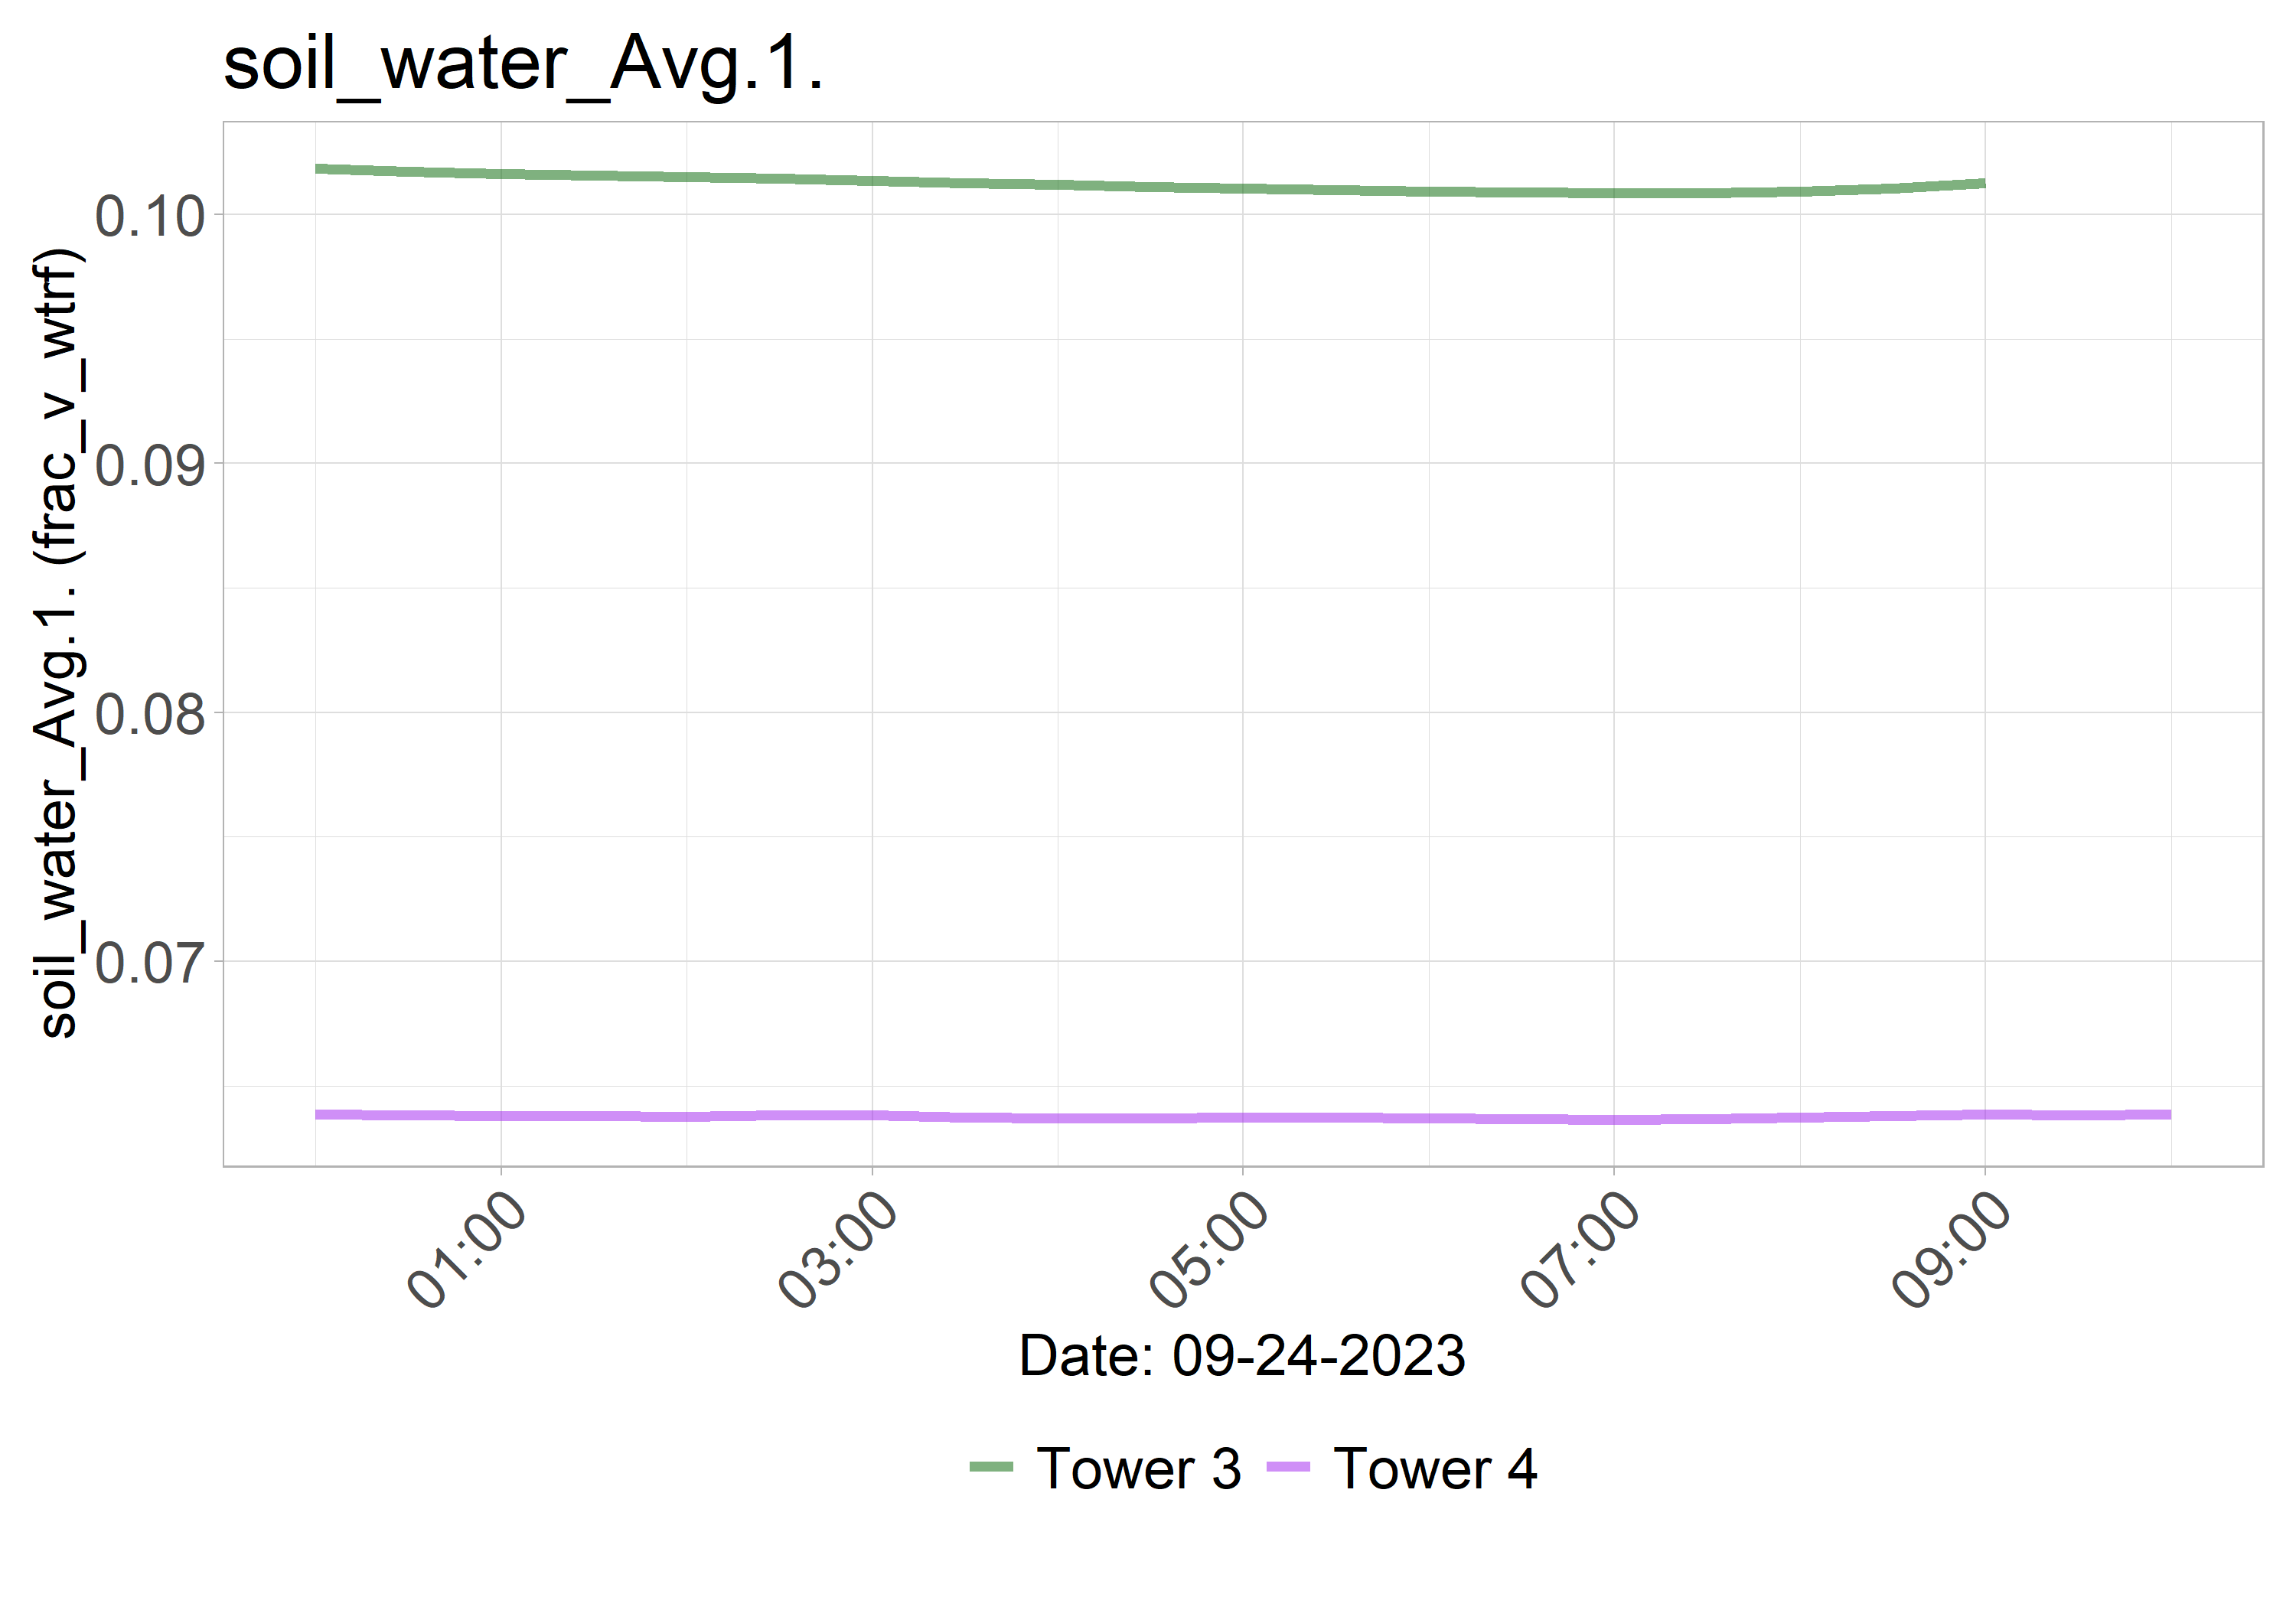 soil_water_Avg.1.
soil_water_Avg.1. (frac_v_wtrf)
0.10
0.09
0.08
0.07
01:00
03:00
05:00
07:00
09:00
Date: 09-24-2023
Tower 3
Tower 4